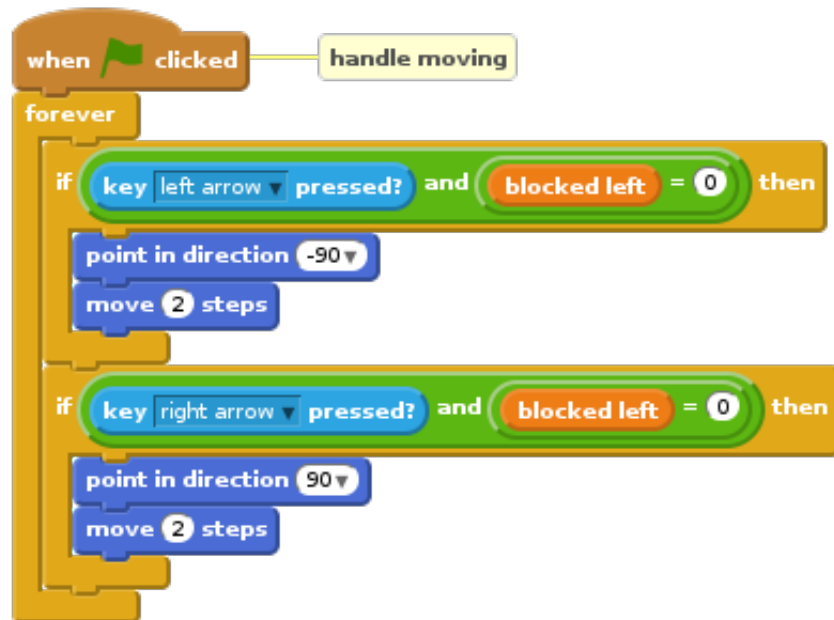 when clicked handle moving
forever
if key left arrow pressed? and blocked left = 0 then
point in direction -90
move 2 steps
if key right arrow pressed? and blocked left = 0 then
point in direction 90
move 2 steps